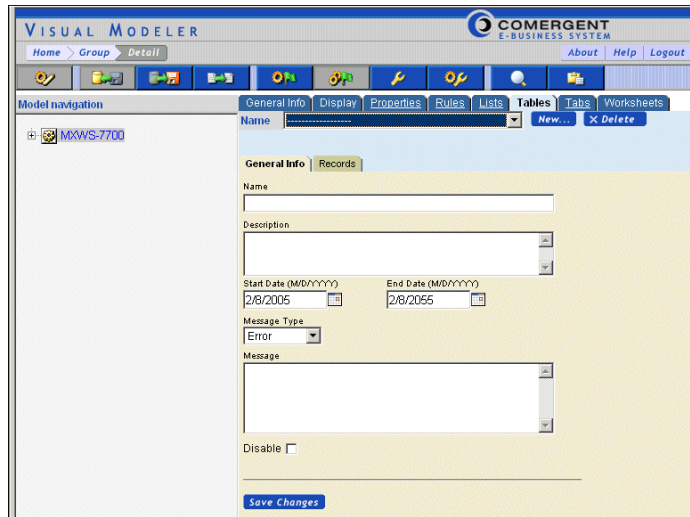 VISUAL MODELER
COMERGENT
E-BUSINESS SYSTEM
Home Group Detail
About Help Logout
Model navigation
General Info Display Properties Rules Lists Tables Tabs Worksheets
Name ------------------ New... X Delete
MXWS-7700
General Info Records
Name
Description
Start Date (M/D/YYYY) End Date (M/D/YYYY)
2/8/2005 2/8/2055
Message Type
Error
Message
Disable
Save Changes